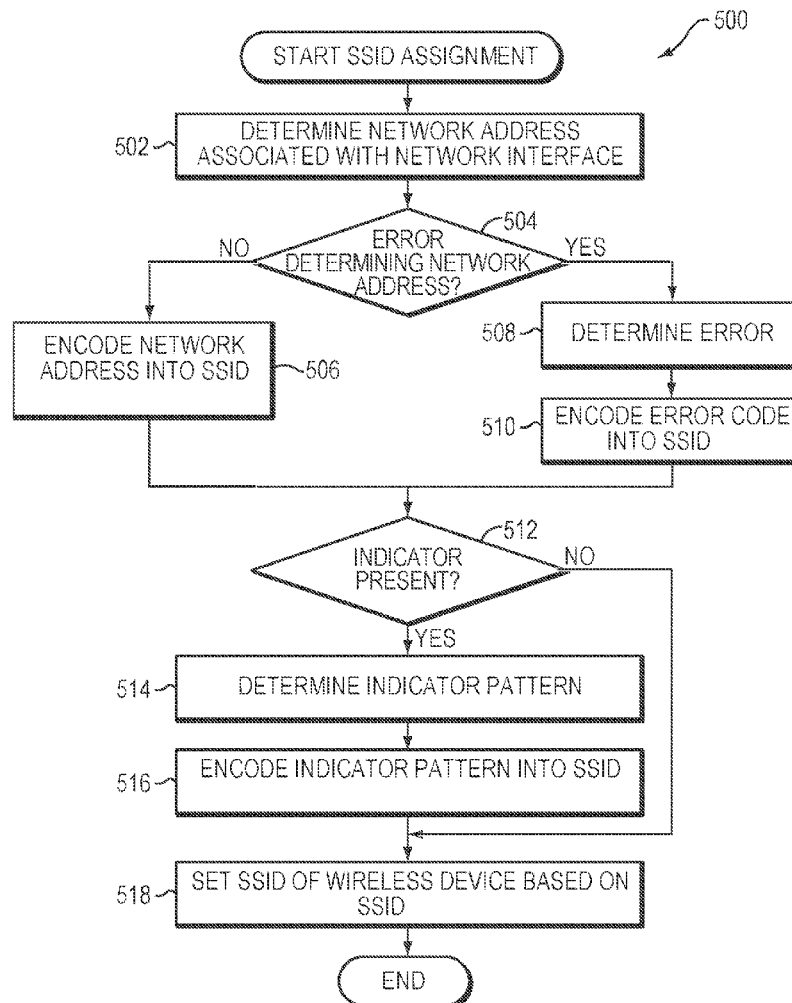 500
START SSID ASSIGNMENT
502
DETERMINE NETWORK ADDRESS
ASSOCIATED WITH NETWORK INTERFACE
504
NO
ERROR
DETERMINING NETWORK
ADDRESS?
YES
ENCODE NETWORK
ADDRESS INTO SSID
506
508
DETERMINE ERROR
510
ENCODE ERROR CODE
INTO SSID
512
INDICATOR
PRESENT?
NO
YES
514
DETERMINE INDICATOR PATTERN
516
ENCODE INDICATOR PATTERN INTO SSID
518
SET SSID OF WIRELESS DEVICE BASED ON
SSID
END